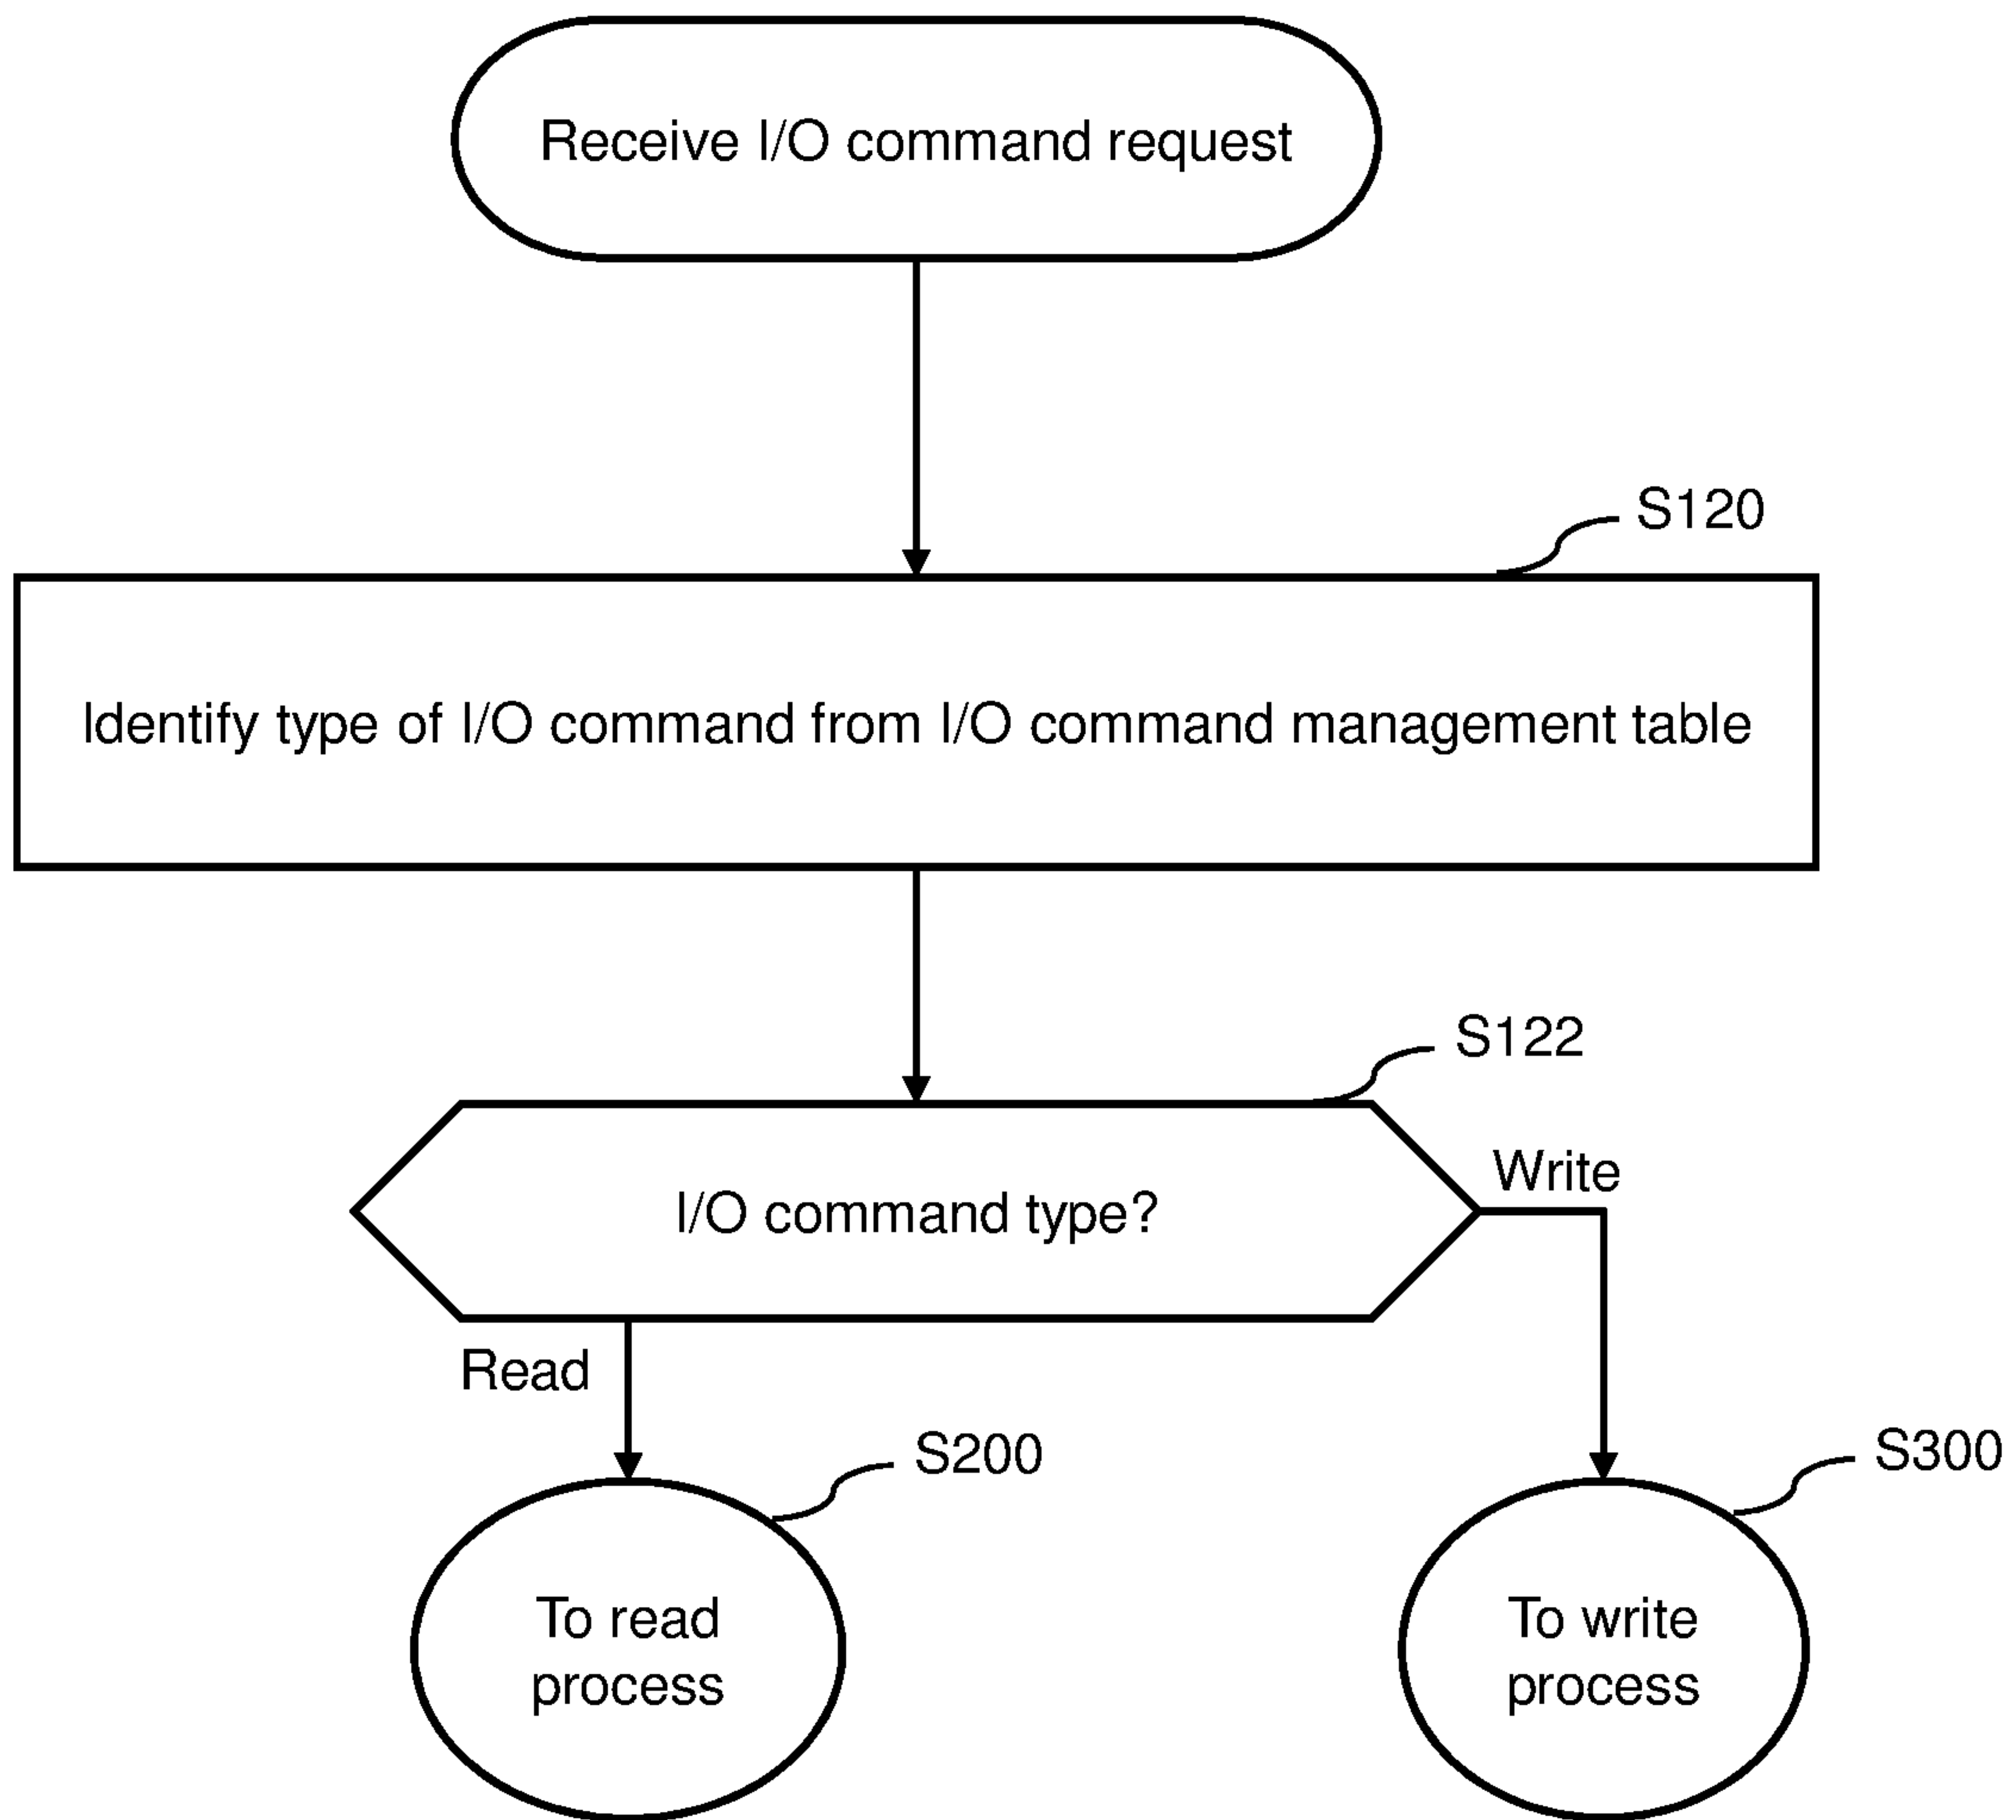 Receive I/O command request
S120
Identify type of I/O command from I/O command management table
S122
I/O command type?
Write
Read
S200
S300
To read
process
To write
process